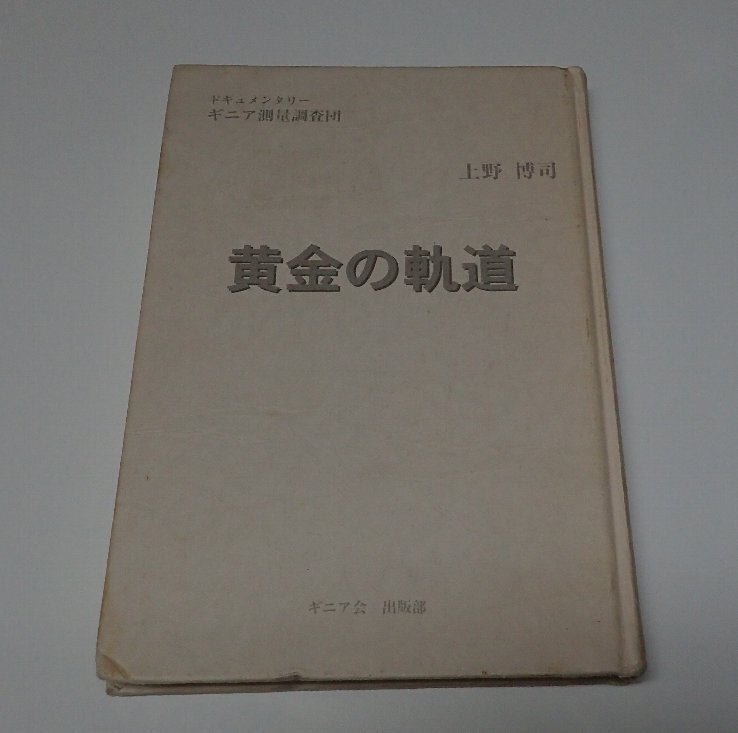 ドキュメンタリー
ギニア測量調査団
上野 博司
黄金の軌道
ギニア会 出版部